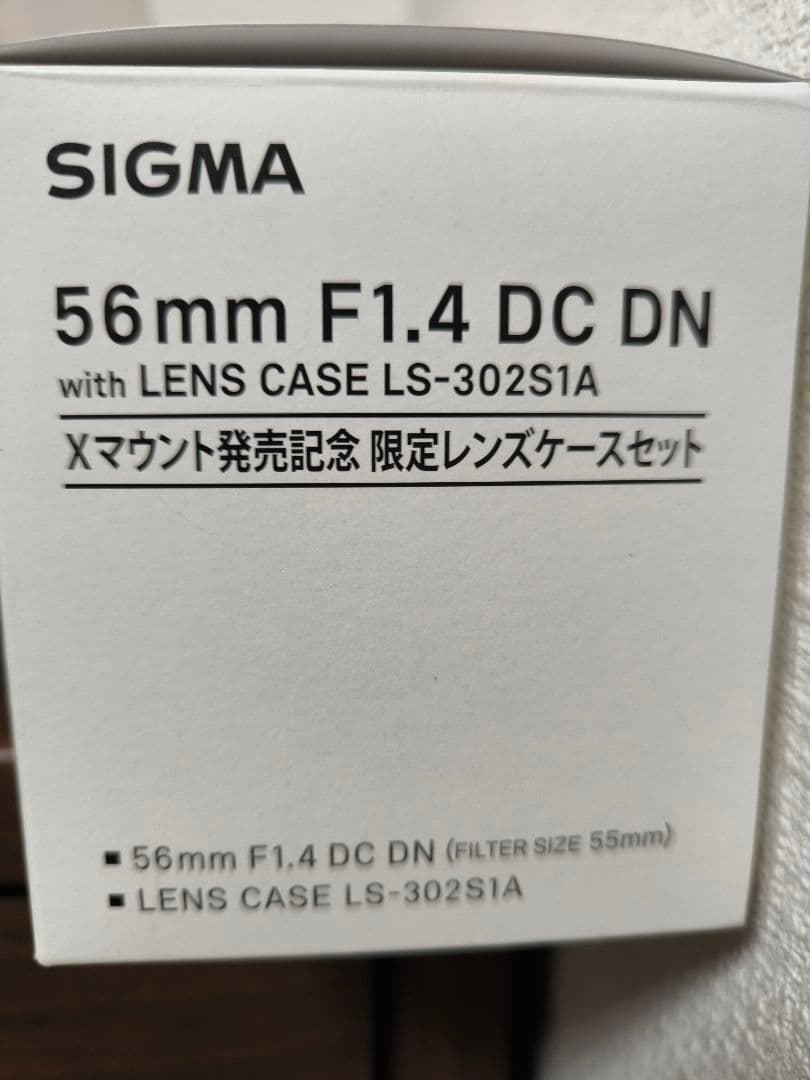 SIGMA
56mm F1.4 DC DN
with LENS CASE LS-302S1A
Xマウント発売記念 限定レンズケースセット
■ 56mm F1.4 DC DN (FILTER SIZE 55mm)
■ LENS CASE LS-302S1A